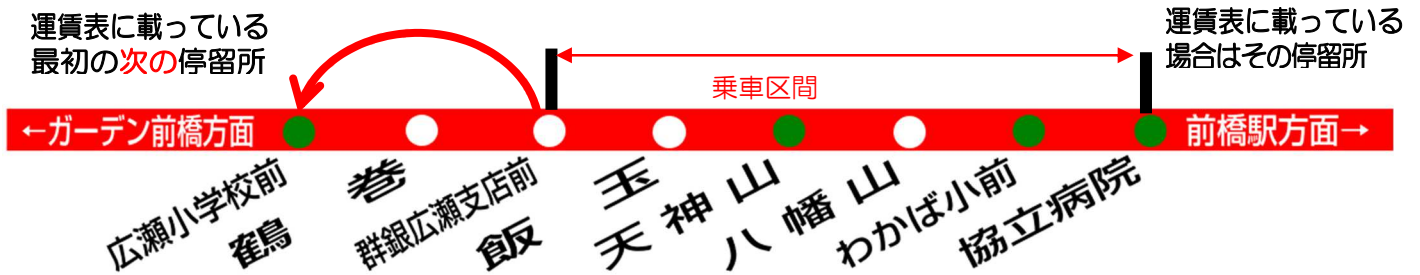 運賃表に載っている
最初の次の停留所
運賃表に載っている
場合はその停留所
乗車区間
←ガーデン前橋方面
前橋駅方面→
広瀬小学校前
鶴巻
群銀広瀬支店前
飯玉
天神山
八幡山
わかば小前
協立病院